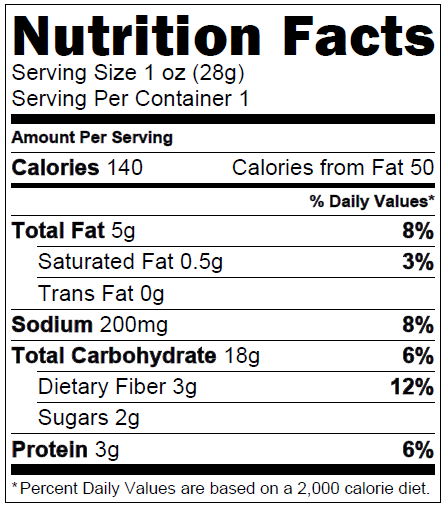 Nutrition Facts
Serving Size 1 oz (28g)
Serving Per Container 1
Amount Per Serving
Calories 140 Calories from Fat 50
% Daily Values*
Total Fat 5g 8%
Saturated Fat 0.5g 3%
Trans Fat 0g
Sodium 200mg 8%
Total Carbohydrate 18g 6%
Dietary Fiber 3g 12%
Sugars 2g
Protein 3g 6%
*Percent Daily Values are based on a 2,000 calorie diet.